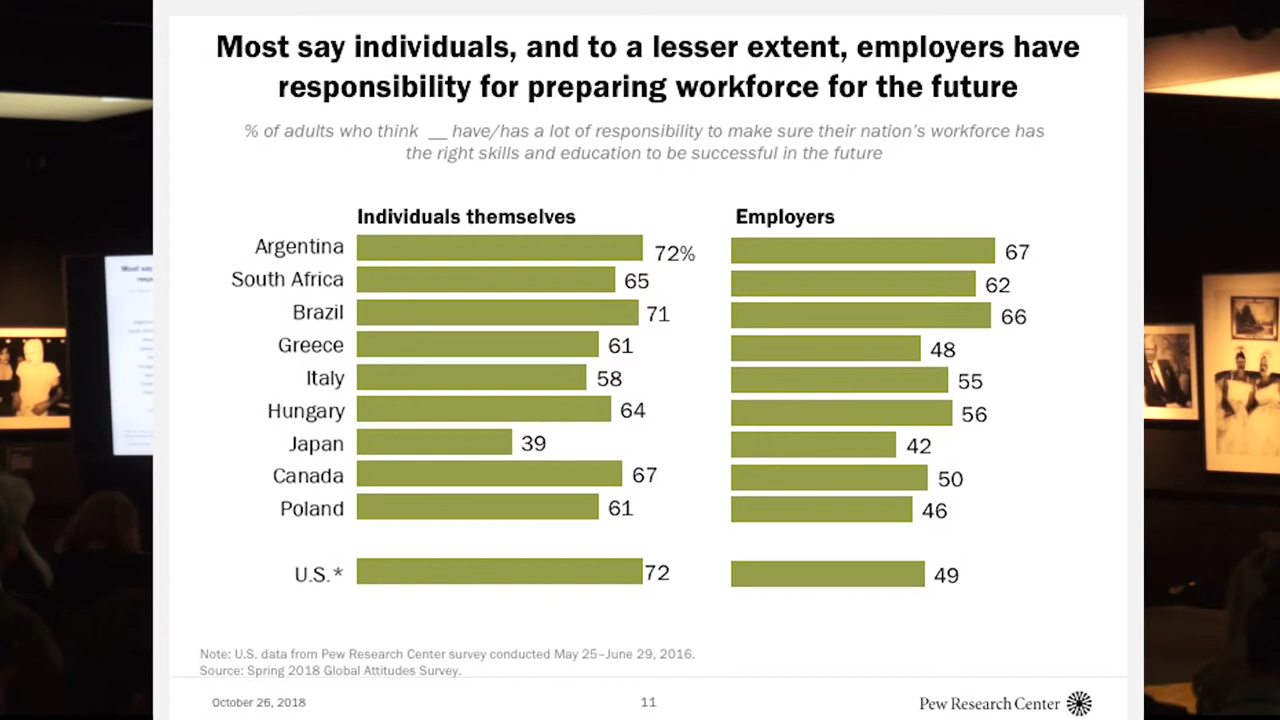 Most say individuals, and to a lesser extent, employers have
responsibility for preparing workforce for the future
% of adults who think __ have/has a lot of responsibility to make sure their nation's workforce has
the right skills and education to be successful in the future
Individuals themselves Employers
Argentina 72% 67
South Africa 65 62
Brazil 71 66
Greece 61 48
Italy 58 55
Hungary 64 56
Japan 39 42
Canada 67 50
Poland 61 46
U.S.* 72 49
Note: U.S. data from Pew Research Center survey conducted May 25–June 29, 2016.
Source: Spring 2018 Global Attitudes Survey.
October 26, 2018 11 Pew Research Center